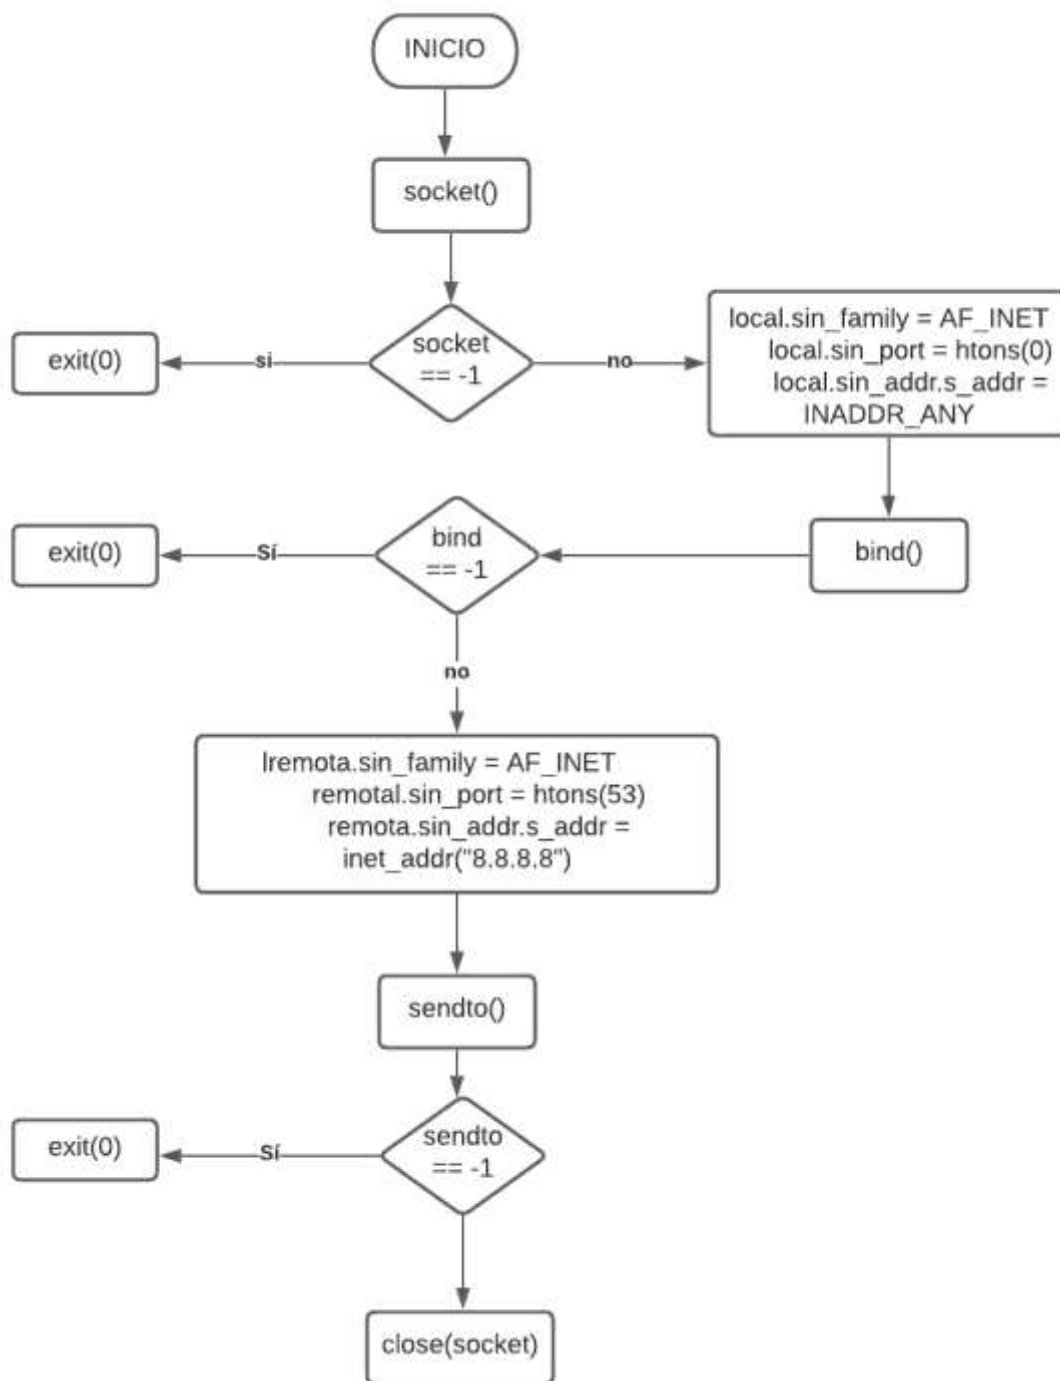 INICIO
socket()
socket
== -1
si
exit(0)
no
local.sin_family = AF_INET
local.sin_port = htons(0)
local.sin_addr.s_addr =
INADDR_ANY
bind()
bind
== -1
Sí
exit(0)
no
lremota.sin_family = AF_INET
remotal.sin_port = htons(53)
remota.sin_addr.s_addr =
inet_addr("8.8.8.8")
sendto()
sendto
== -1
Sí
exit(0)
close(socket)